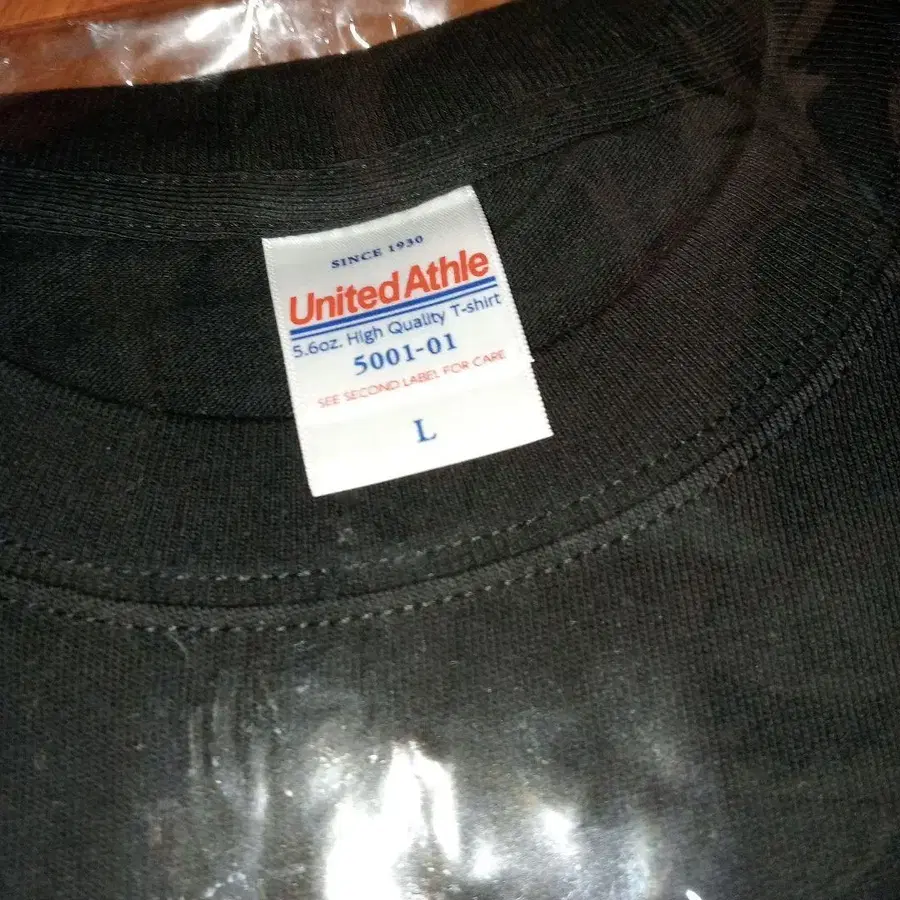 SINCE 1930
United Athle
5.6oz. High Quality T-shirt
5001-01
SEE SECOND LABEL FOR CARE
L